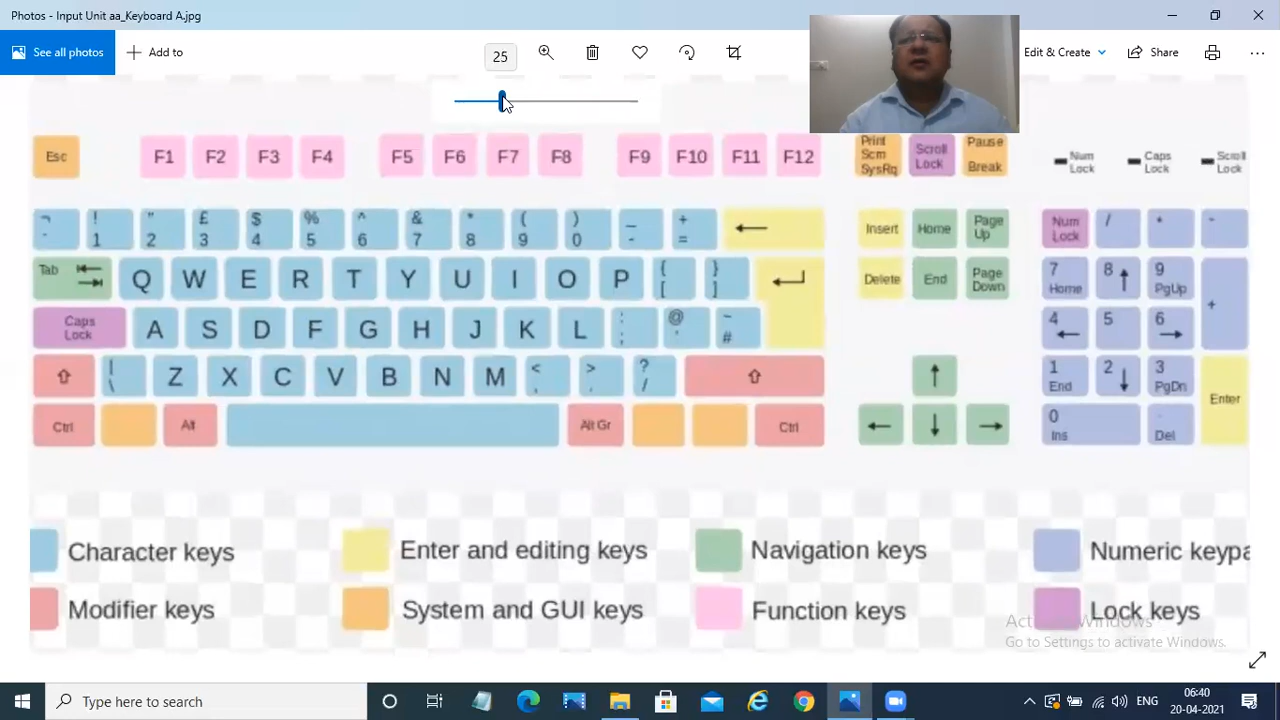 Photos - Input Unit aa_Keyboard A.jpg
See all photos
Add to
25
Edit & Create
Share
Esc F1 F2 F3 F4 F5 F6 F7 F8 F9 F10 F11 F12
Print Scrn SysRq
Scroll Lock
Pause Break
Num Lock
Caps Lock
Scroll Lock
¬ ! " £ $ % ^ & * ( ) _ +
1 2 3 4 5 6 7 8 9 0 - =
Insert Home Page Up
Num Lock / * -
Tab Q W E R T Y U I O P { [ } ]
Delete End Page Down
7 Home 8 ↑ 9 PgUp +
Caps Lock A S D F G H J K L : ; @ ' ~ #
4 ← 5 6 →
⇧ | \ Z X C V B N M < , > . ? / ⇧
↑
1 End 2 ↓ 3 PgDn Enter
Ctrl Alt Alt Gr Ctrl
← ↓ →
0 Ins . Del
Character keys
Enter and editing keys
Navigation keys
Numeric keypa
Modifier keys
System and GUI keys
Function keys
Lock keys
Go to Settings to activate Windows.
Type here to search
ENG
06:40
20-04-2021